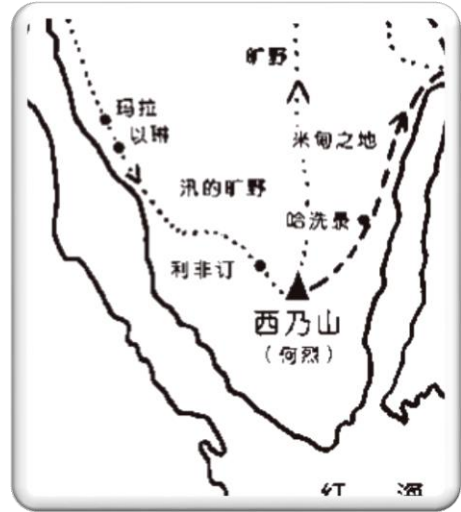 旷野
玛拉
以琳
米甸之地
汛的旷野
哈洗录
利非订
西乃山
（何烈）
红 海